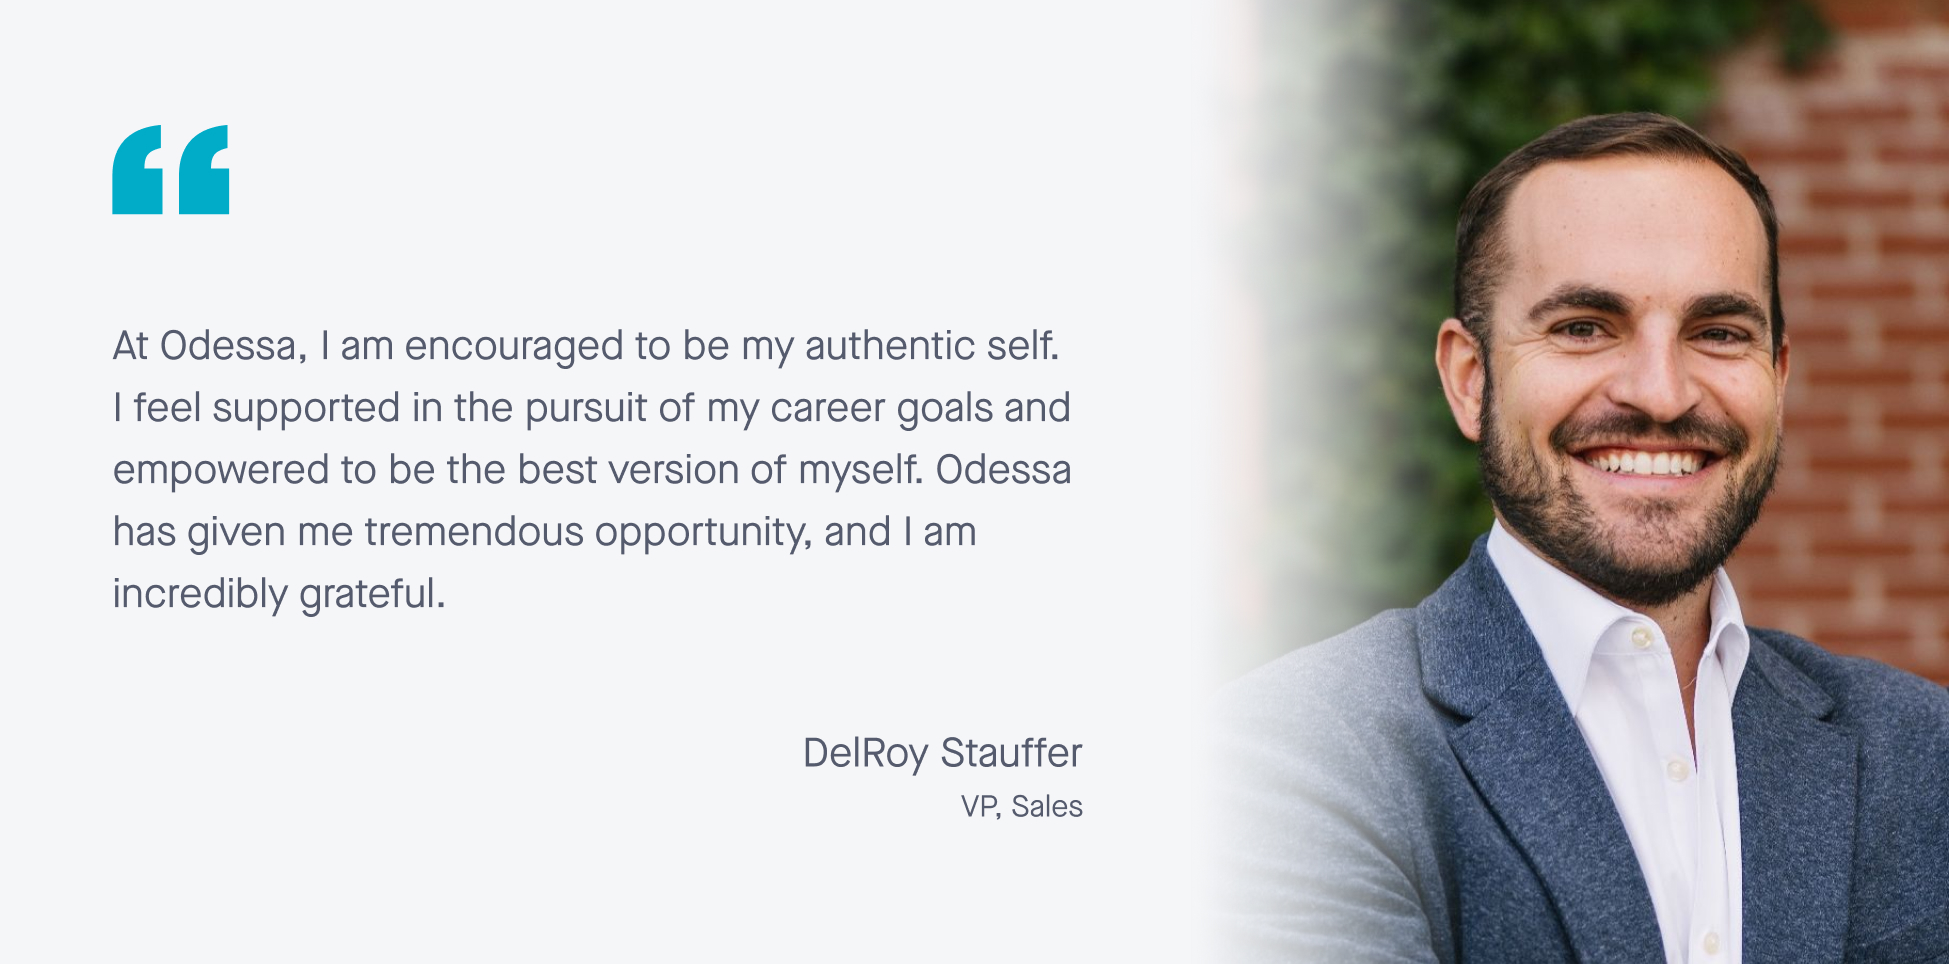 “
At Odessa, I am encouraged to be my authentic self.
I feel supported in the pursuit of my career goals and
empowered to be the best version of myself. Odessa
has given me tremendous opportunity, and I am
incredibly grateful.
DelRoy Stauffer
VP, Sales